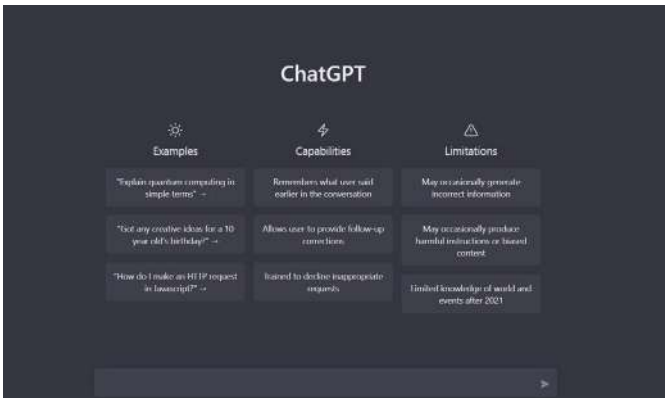 ChatGPT
Examples
"Explain quantum computing in
simple terms" →
"Got any creative ideas for a 10
year old's birthday?" →
"How do I make an HTTP request
in Javascript?" →
Capabilities
Remembers what user said
earlier in the conversation
Allows user to provide follow-up
corrections
Trained to decline inappropriate
requests
Limitations
May occasionally generate
incorrect information
May occasionally produce
harmful instructions or biased
content
Limited knowledge of world and
events after 2021